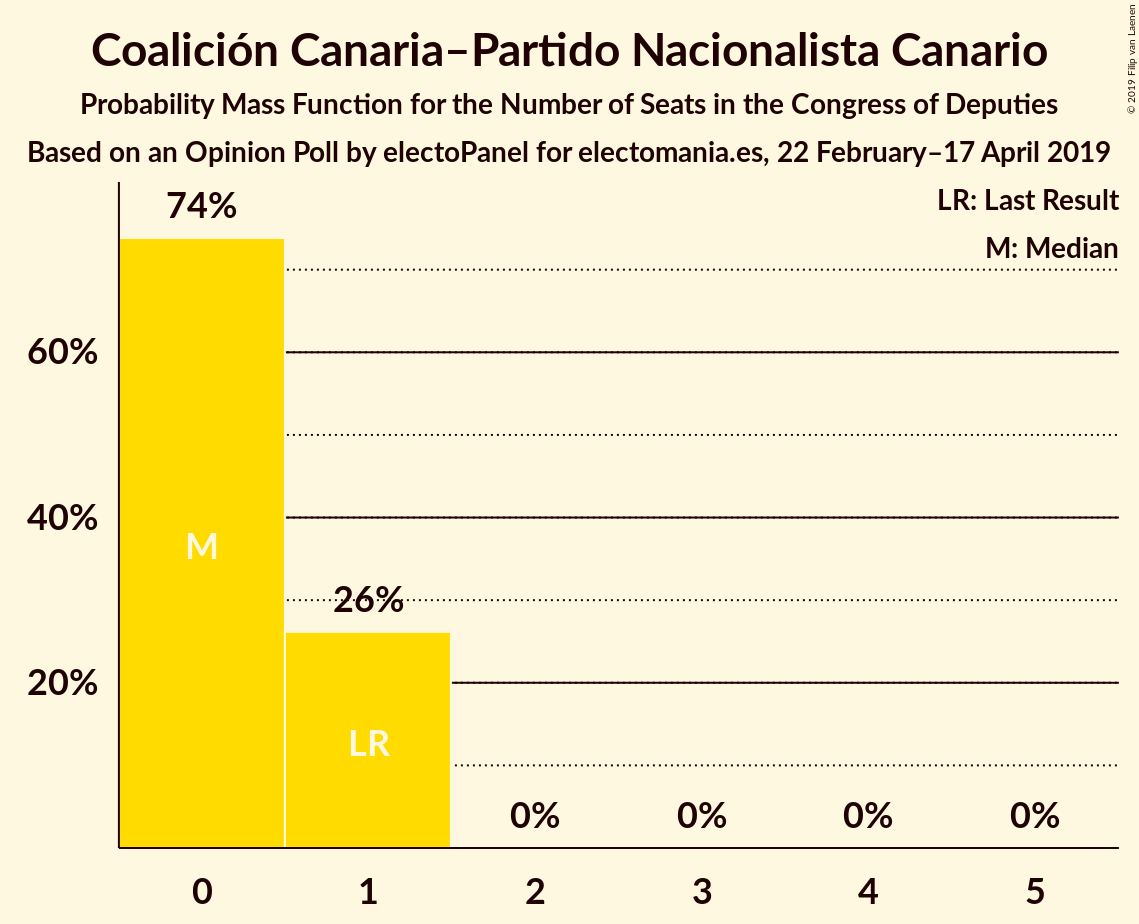 Coalición Canaria–Partido Nacionalista Canario
Probability Mass Function for the Number of Seats in the Congress of Deputies
Based on an Opinion Poll by electoPanel for electomania.es, 22 February–17 April 2019
© 2019 Filip van Laenen
LR: Last Result
M: Median
74%
60%
40%
M
26%
20%
LR
0%
0%
0%
0%
0
1
2
3
4
5